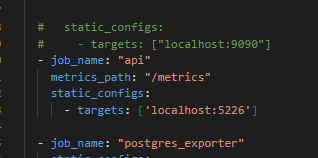 #   static_configs:
#     - targets: ["localhost:9090"]
- job_name: "api"
  metrics_path: "/metrics"
  static_configs:
    - targets: ['localhost:5226']
- job_name: "postgres_exporter"